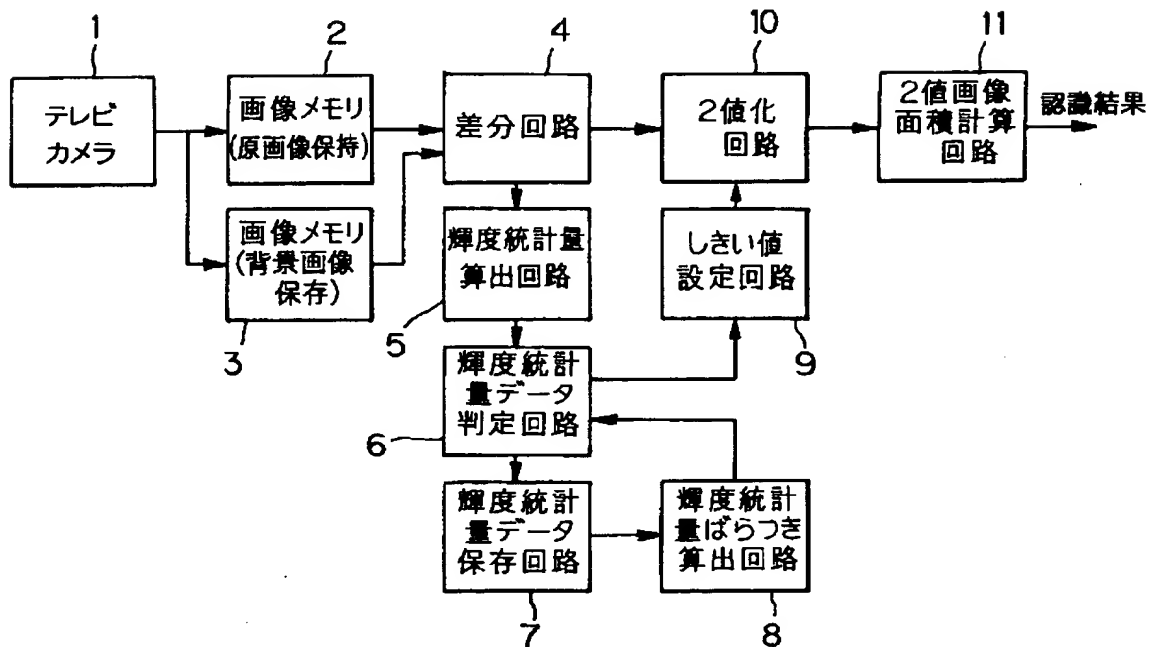 1
テレビ
カメラ
2
画像メモリ
(原画像保持)
画像メモリ
(背景画像
保存)
3
4
差分回路
輝度統計量
算出回路
5
輝度統計
量データ
判定回路
6
輝度統計
量データ
保存回路
7
輝度統計
量ばらつき
算出回路
8
しきい値
設定回路
9
10
2値化
回路
11
2値画像
面積計算
回路
認識結果